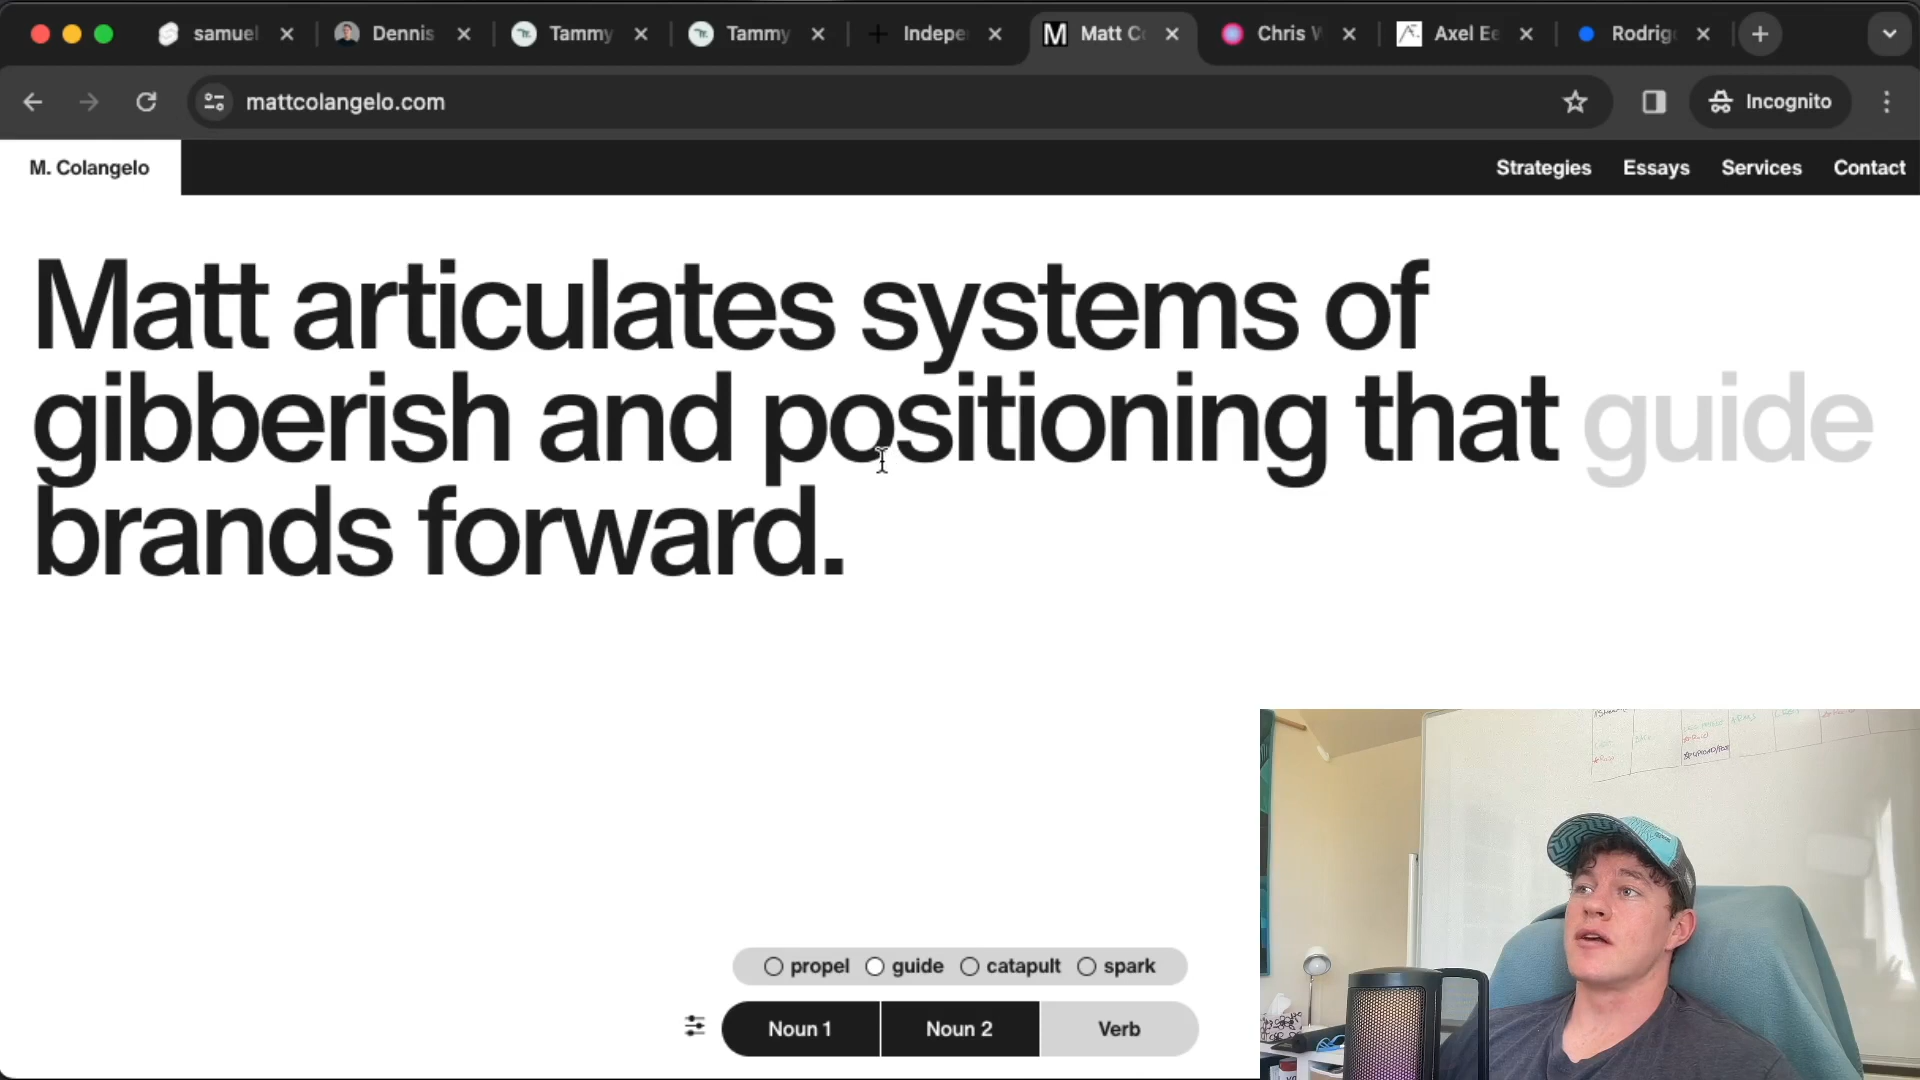 samuel
Dennis
Tammy
Tammy
Indepe
Matt C
Chris W
Axel Ee
Rodrig
mattcolangelo.com
Incognito
M. Colangelo
Strategies
Essays
Services
Contact
Matt articulates systems of
gibberish and positioning that guide
brands forward.
propel
guide
catapult
spark
Noun 1
Noun 2
Verb